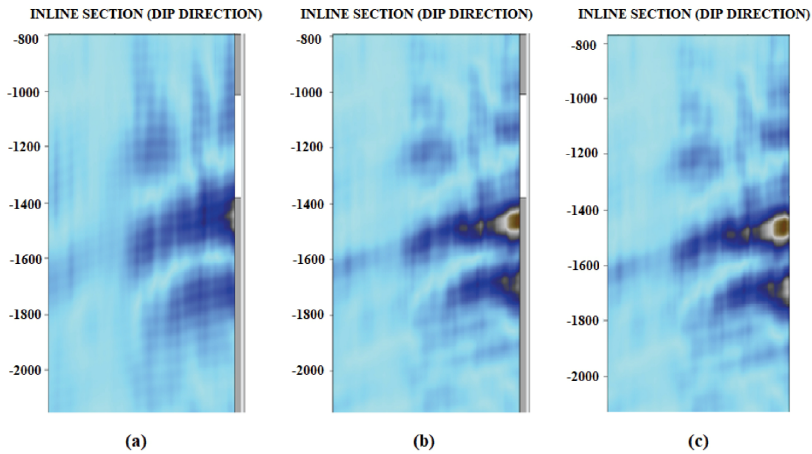 INLINE SECTION (DIP DIRECTION) INLINE SECTION (DIP DIRECTION) INLINE SECTION (DIP DIRECTION)
-800 -800 -800
-1000 -1000 -1000
-1200 -1200 -1200
-1400 -1400 -1400
-1600 -1600 -1600
-1800 -1800 -1800
-2000 -2000 -2000
(a) (b) (c)